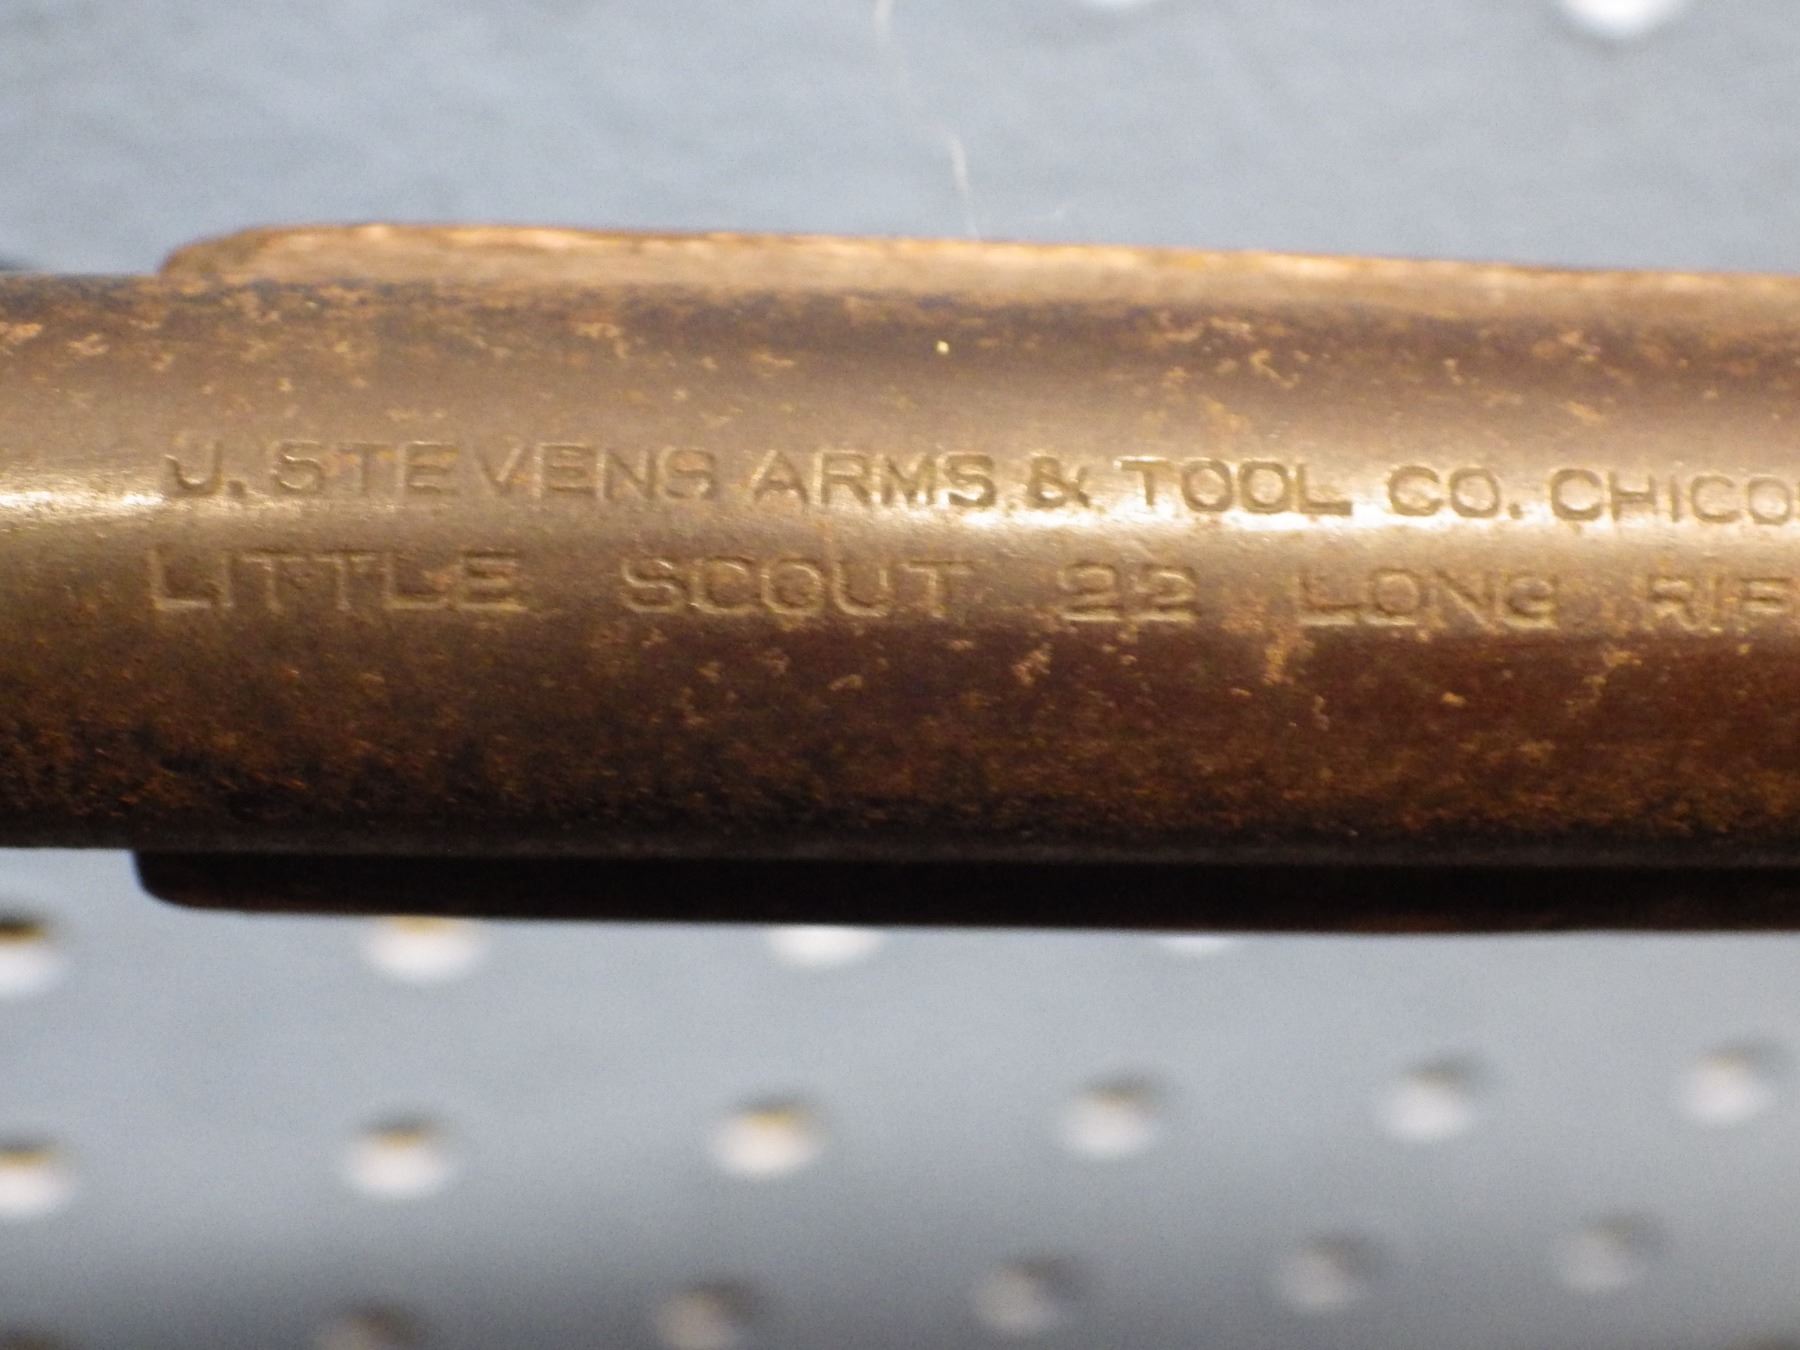 J. STEVENS ARMS & TOOL CO. CHICO
LITTLE SCOUT 22 LONG RIF